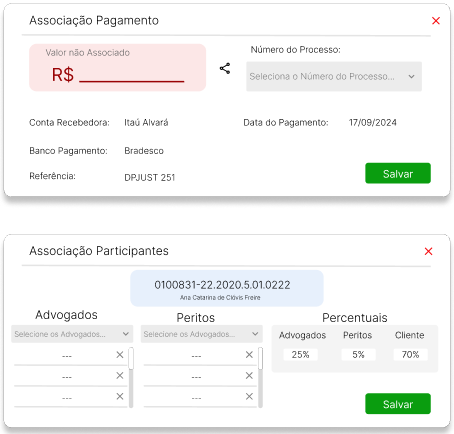 Associação Pagamento
Valor não Associado
R$ ___________
Número do Processo:
Seleciona o Número do Processo...
Conta Recebedora: Itaú Alvará
Data do Pagamento: 17/09/2024
Banco Pagamento: Bradesco
Referência: DPJUST 251
Salvar
Associação Participantes
0100831-22.2020.5.01.0222
Ana Catarina de Clóvis Freire
Advogados
Selecione os Advogados...
---
---
---
Peritos
Selecione os Advogados...
---
---
---
Percentuais
Advogados Peritos Cliente
25% 5% 70%
Salvar